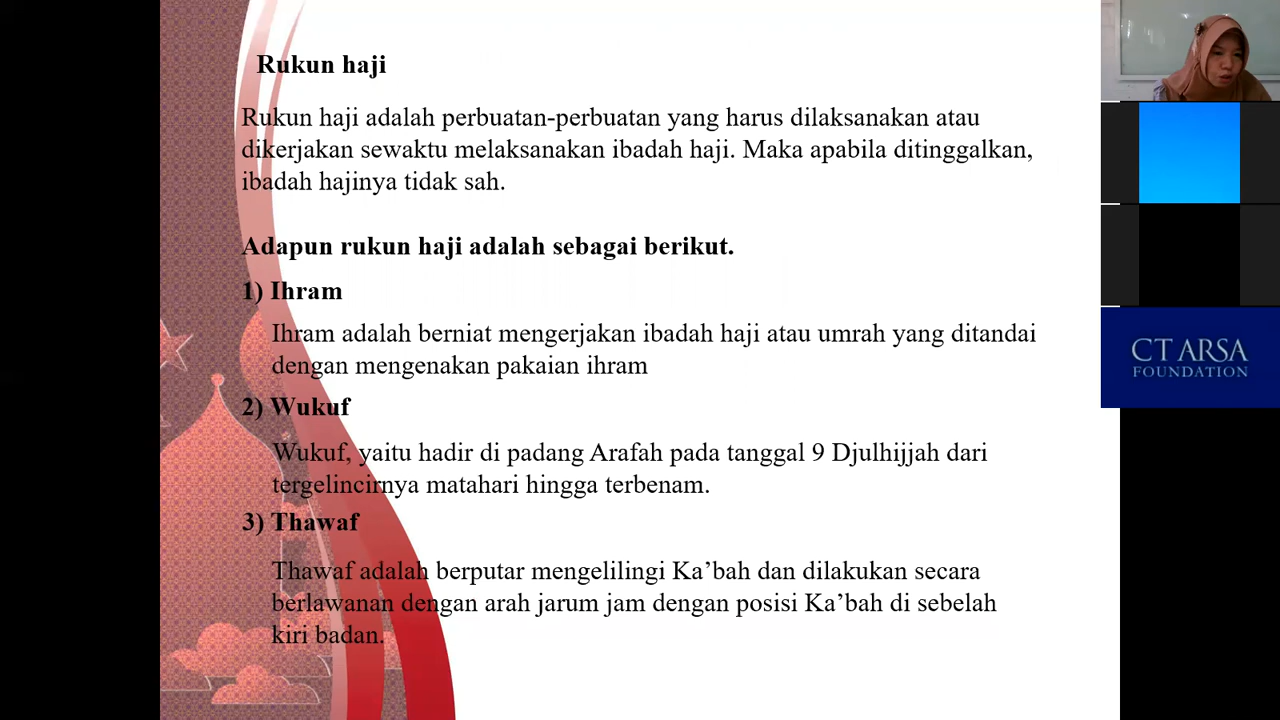 Rukun haji
Rukun haji adalah perbuatan-perbuatan yang harus dilaksanakan atau
dikerjakan sewaktu melaksanakan ibadah haji. Maka apabila ditinggalkan,
ibadah hajinya tidak sah.
Adapun rukun haji adalah sebagai berikut.
1) Ihram
Ihram adalah berniat mengerjakan ibadah haji atau umrah yang ditandai
dengan mengenakan pakaian ihram
2) Wukuf
Wukuf, yaitu hadir di padang Arafah pada tanggal 9 Djulhijjah dari
tergelincirnya matahari hingga terbenam.
3) Thawaf
Thawaf adalah berputar mengelilingi Ka’bah dan dilakukan secara
berlawanan dengan arah jarum jam dengan posisi Ka’bah di sebelah
kiri badan.
CT ARSA
FOUNDATION